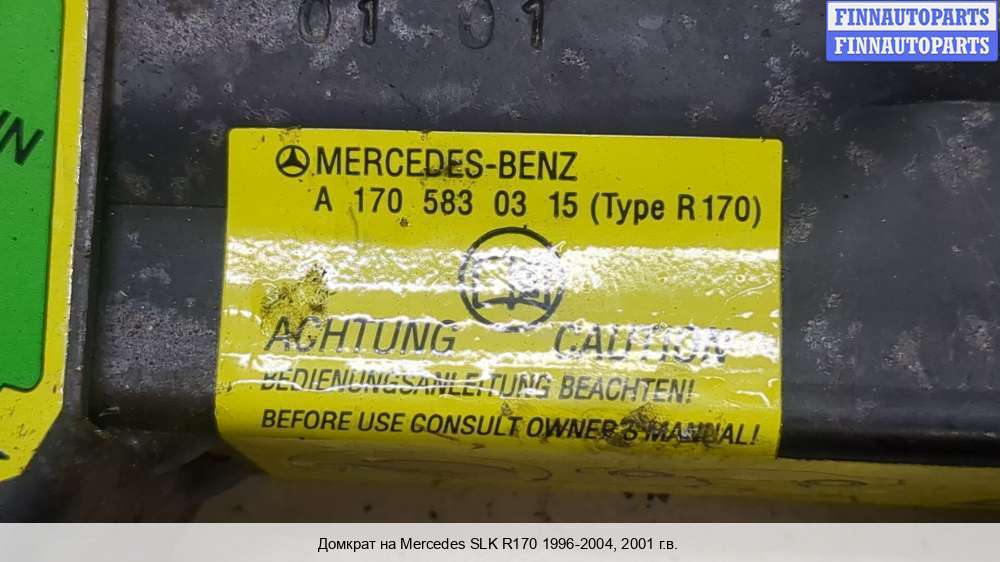 01 01
FINNAUTOPARTS
FINNAUTOPARTS
MERCEDES-BENZ
A 170 583 03 15 (Type R170)
ACHTUNG CAUTION
BEDIENUNGSANLEITUNG BEACHTEN!
BEFORE USE CONSULT OWNER'S MANUAL!
Домкрат на Mercedes SLK R170 1996-2004, 2001 г.в.